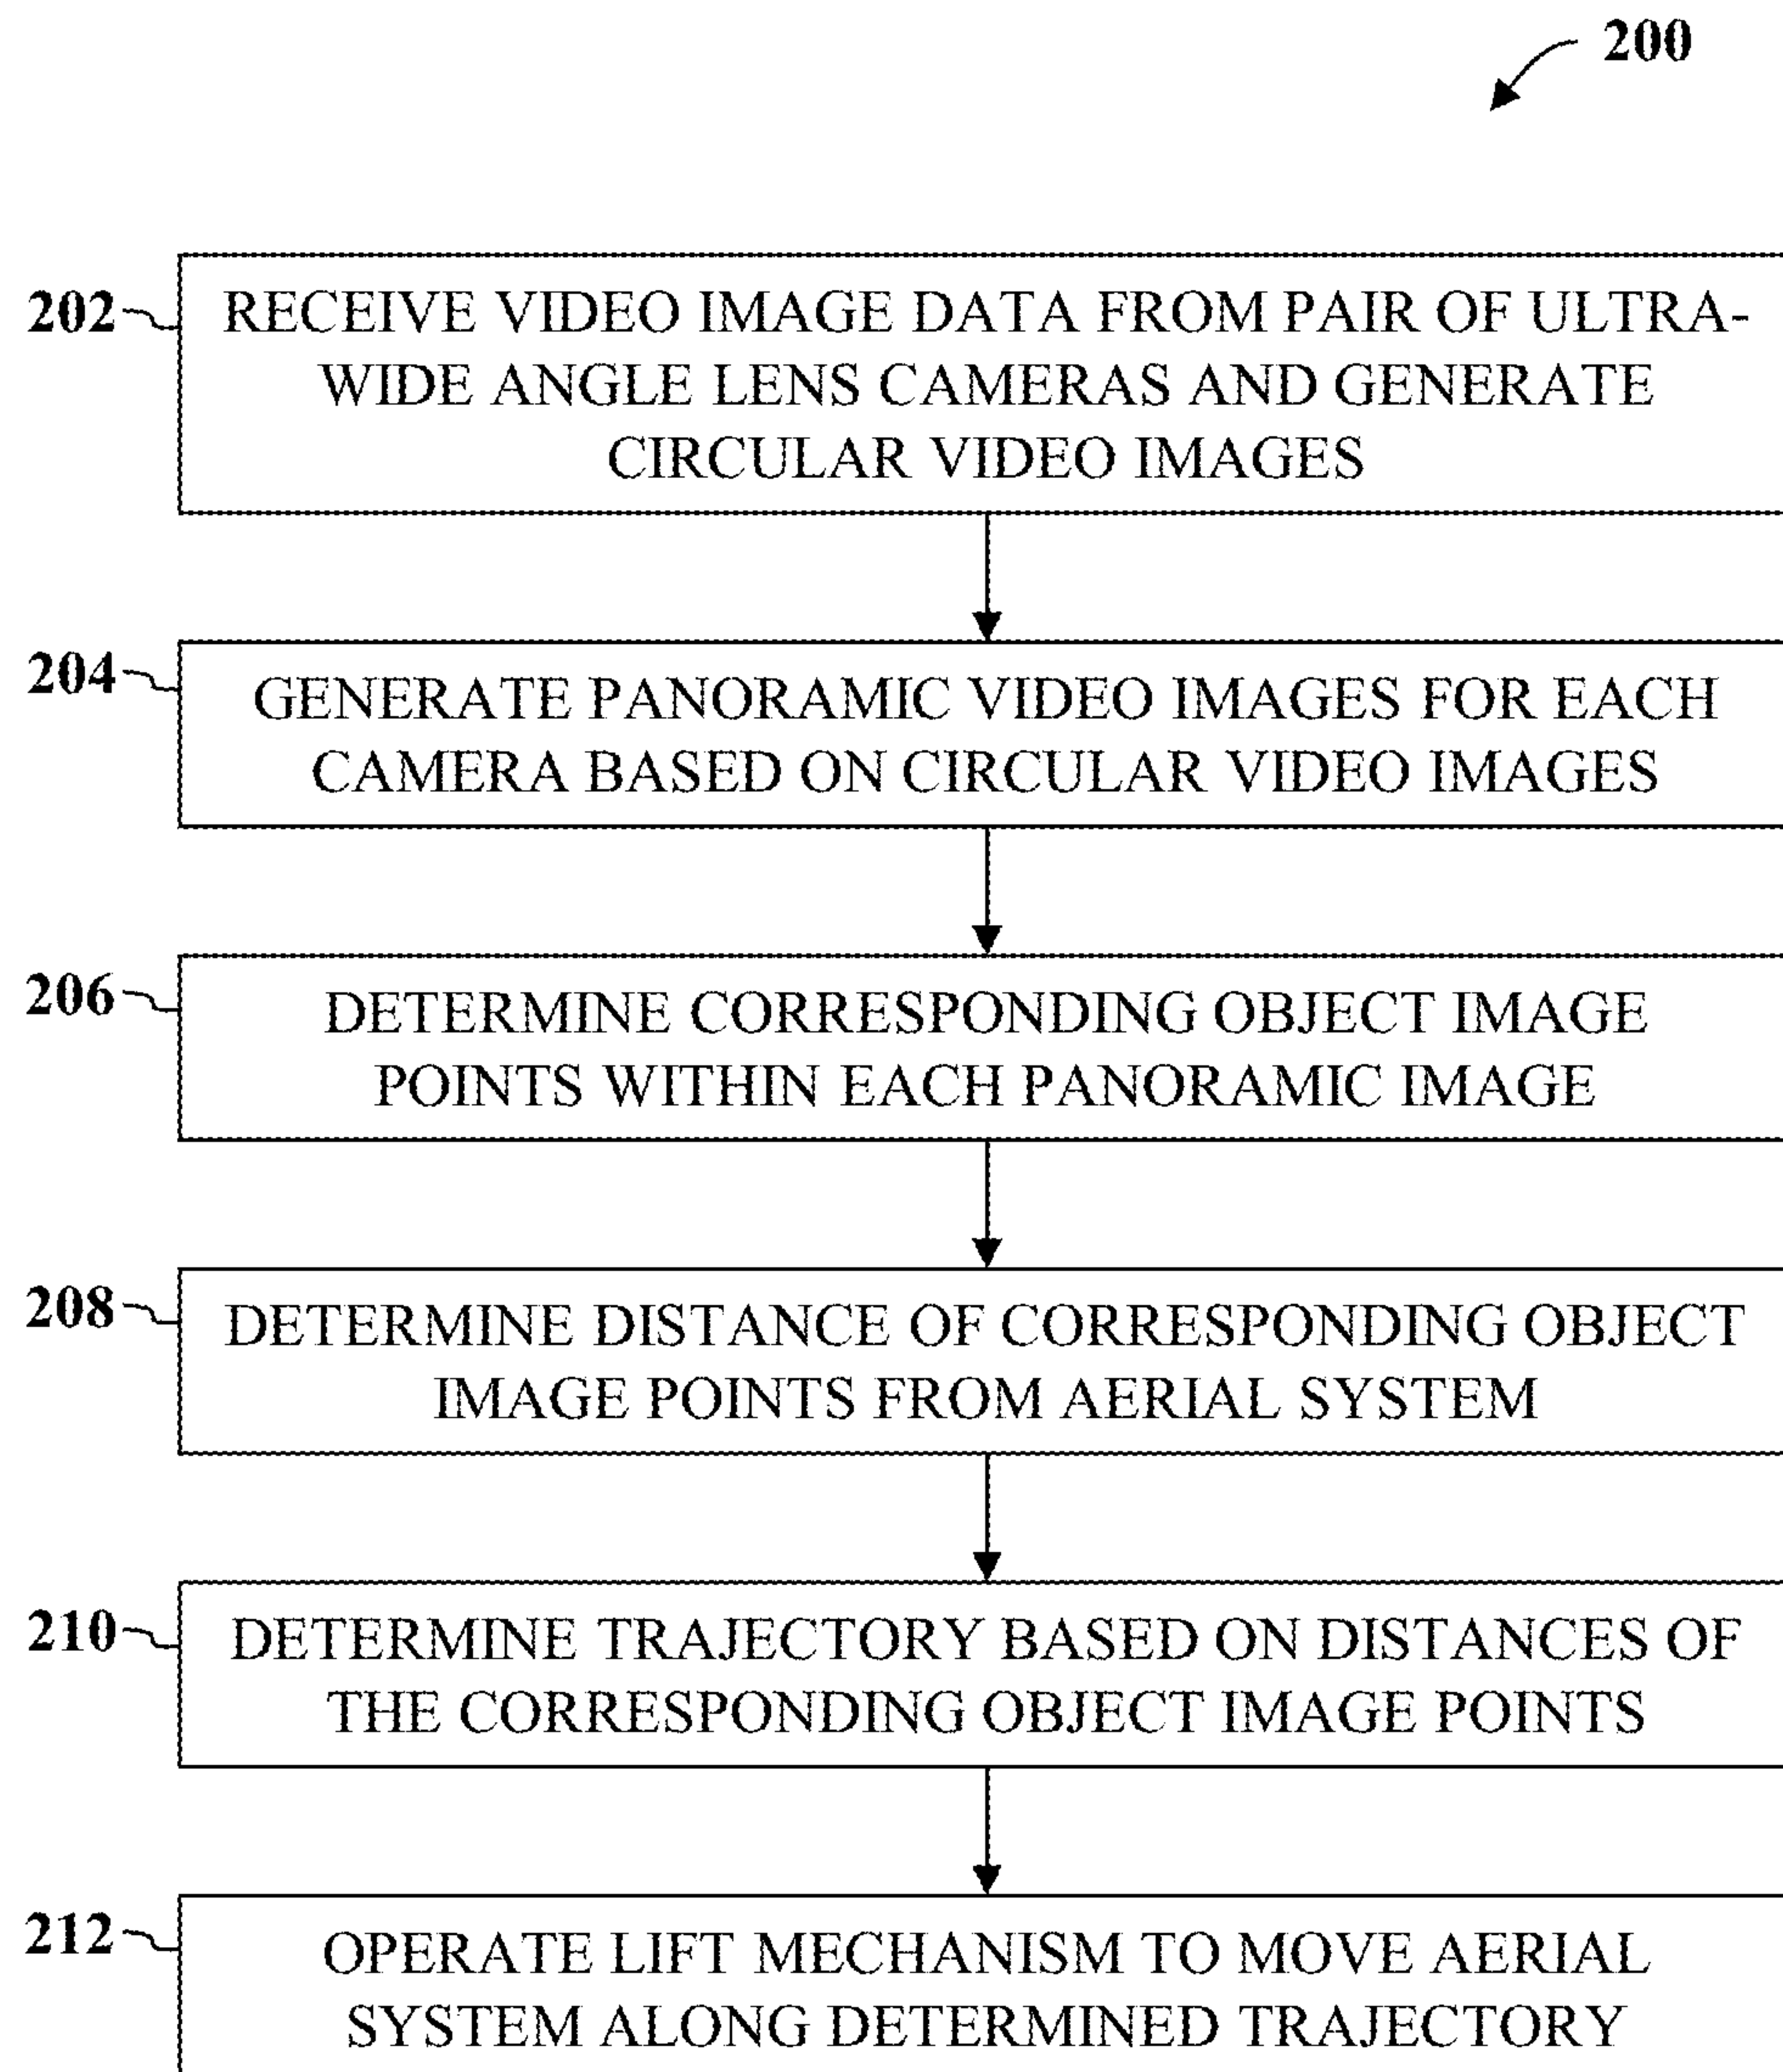 200
202
RECEIVE VIDEO IMAGE DATA FROM PAIR OF ULTRA-
WIDE ANGLE LENS CAMERAS AND GENERATE
CIRCULAR VIDEO IMAGES
204
GENERATE PANORAMIC VIDEO IMAGES FOR EACH
CAMERA BASED ON CIRCULAR VIDEO IMAGES
206
DETERMINE CORRESPONDING OBJECT IMAGE
POINTS WITHIN EACH PANORAMIC IMAGE
208
DETERMINE DISTANCE OF CORRESPONDING OBJECT
IMAGE POINTS FROM AERIAL SYSTEM
210
DETERMINE TRAJECTORY BASED ON DISTANCES OF
THE CORRESPONDING OBJECT IMAGE POINTS
212
OPERATE LIFT MECHANISM TO MOVE AERIAL
SYSTEM ALONG DETERMINED TRAJECTORY